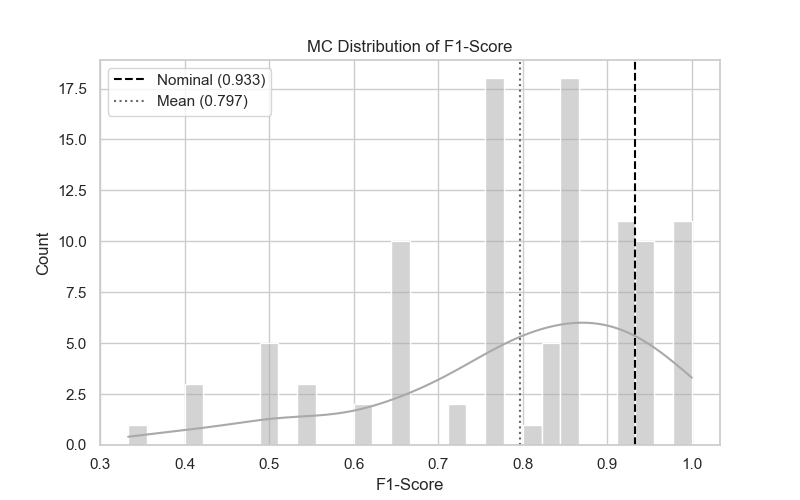 MC Distribution of F1-Score
Nominal (0.933)
Mean (0.797)
Count
17.5
15.0
12.5
10.0
7.5
5.0
2.5
0.0
0.3 0.4 0.5 0.6 0.7 0.8 0.9 1.0
F1-Score